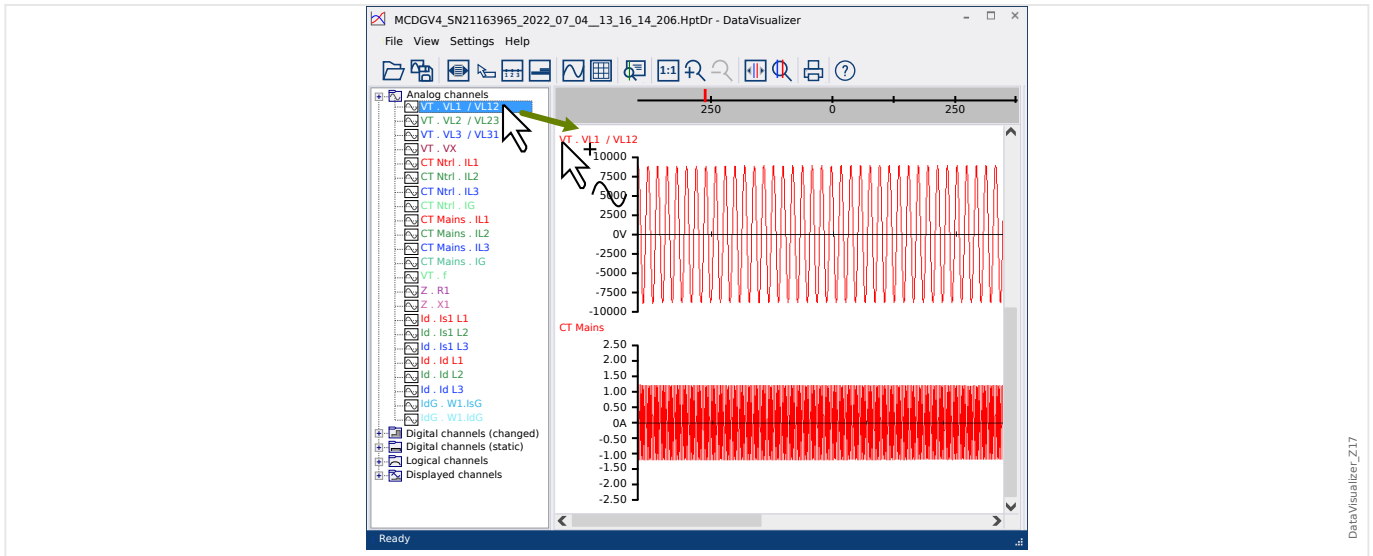 MCDGV4_SN21163965_2022_07_04__13_16_14_206.HptDr - DataVisualizer
File View Settings Help
1:1
Analog channels
VT . VL1 / VL12
VT . VL2 / VL23
VT . VL3 / VL31
VT . VX
CT Ntrl . IL1
CT Ntrl . IL2
CT Ntrl . IL3
CT Ntrl . IG
CT Mains . IL1
CT Mains . IL2
CT Mains . IL3
CT Mains . IG
VT . f
Z . R1
Z . X1
Id . Is1 L1
Id . Is1 L2
Id . Is1 L3
Id . Id L1
Id . Id L2
Id . Id L3
IdG . W1.IsG
IdG . W1.IdG
Digital channels (changed)
Digital channels (static)
Logical channels
Displayed channels
250 0 250
VT . VL1 / VL12
10000
7500
5000
2500
0V
-2500
-5000
-7500
-10000
CT Mains
2.50
2.00
1.50
1.00
0.50
0A
-0.50
-1.00
-1.50
-2.00
-2.50
Ready
DataVisualizer_Z17